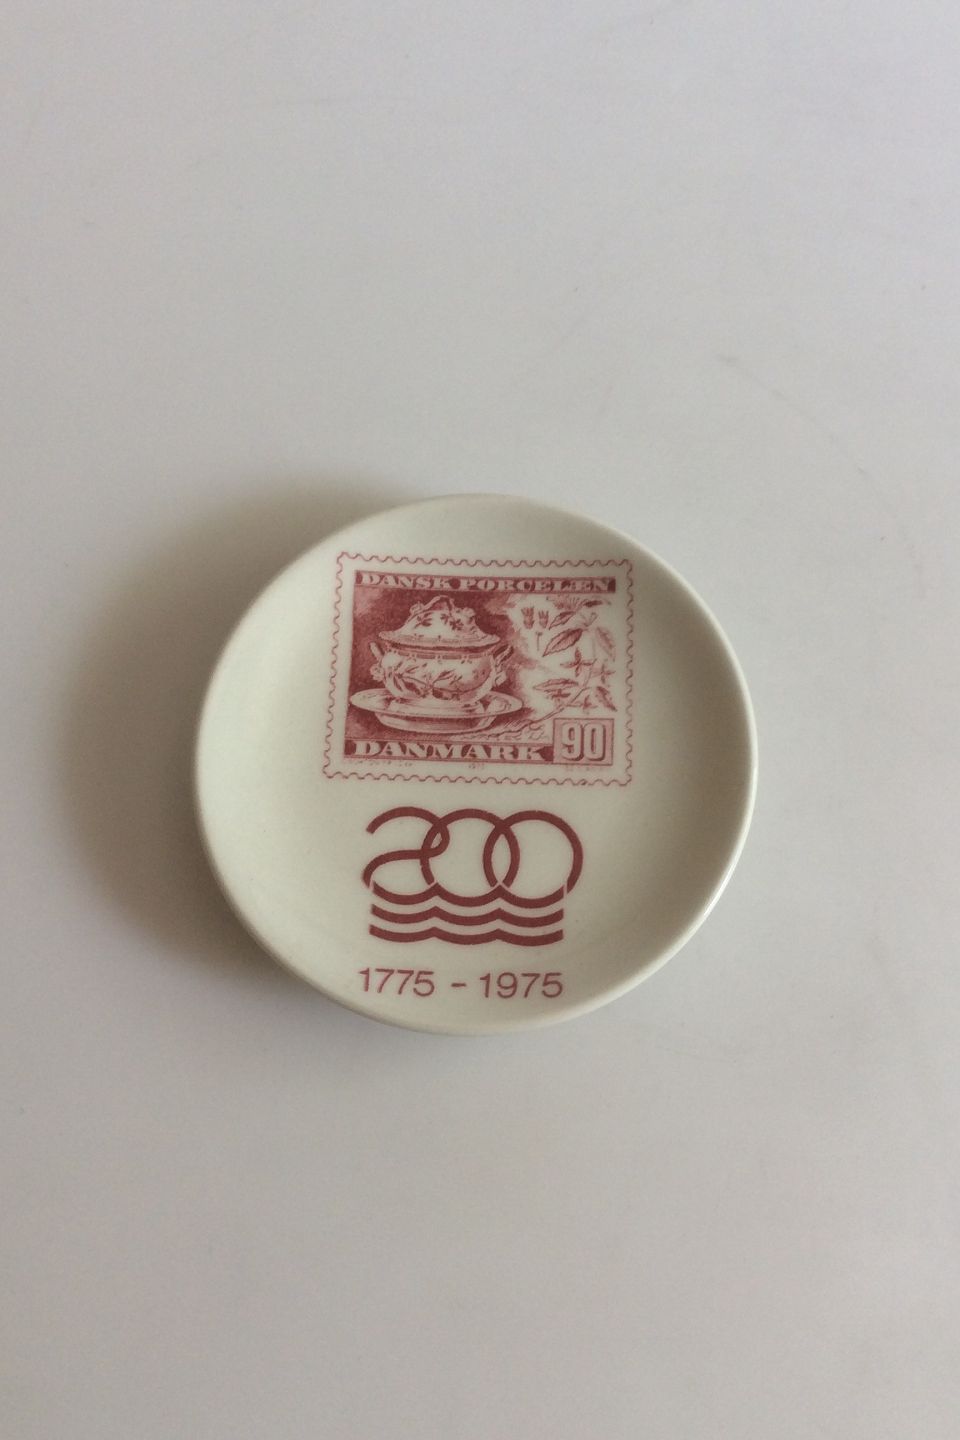 DANSK PORCELÆN
DANMARK 90
200
1775 - 1975